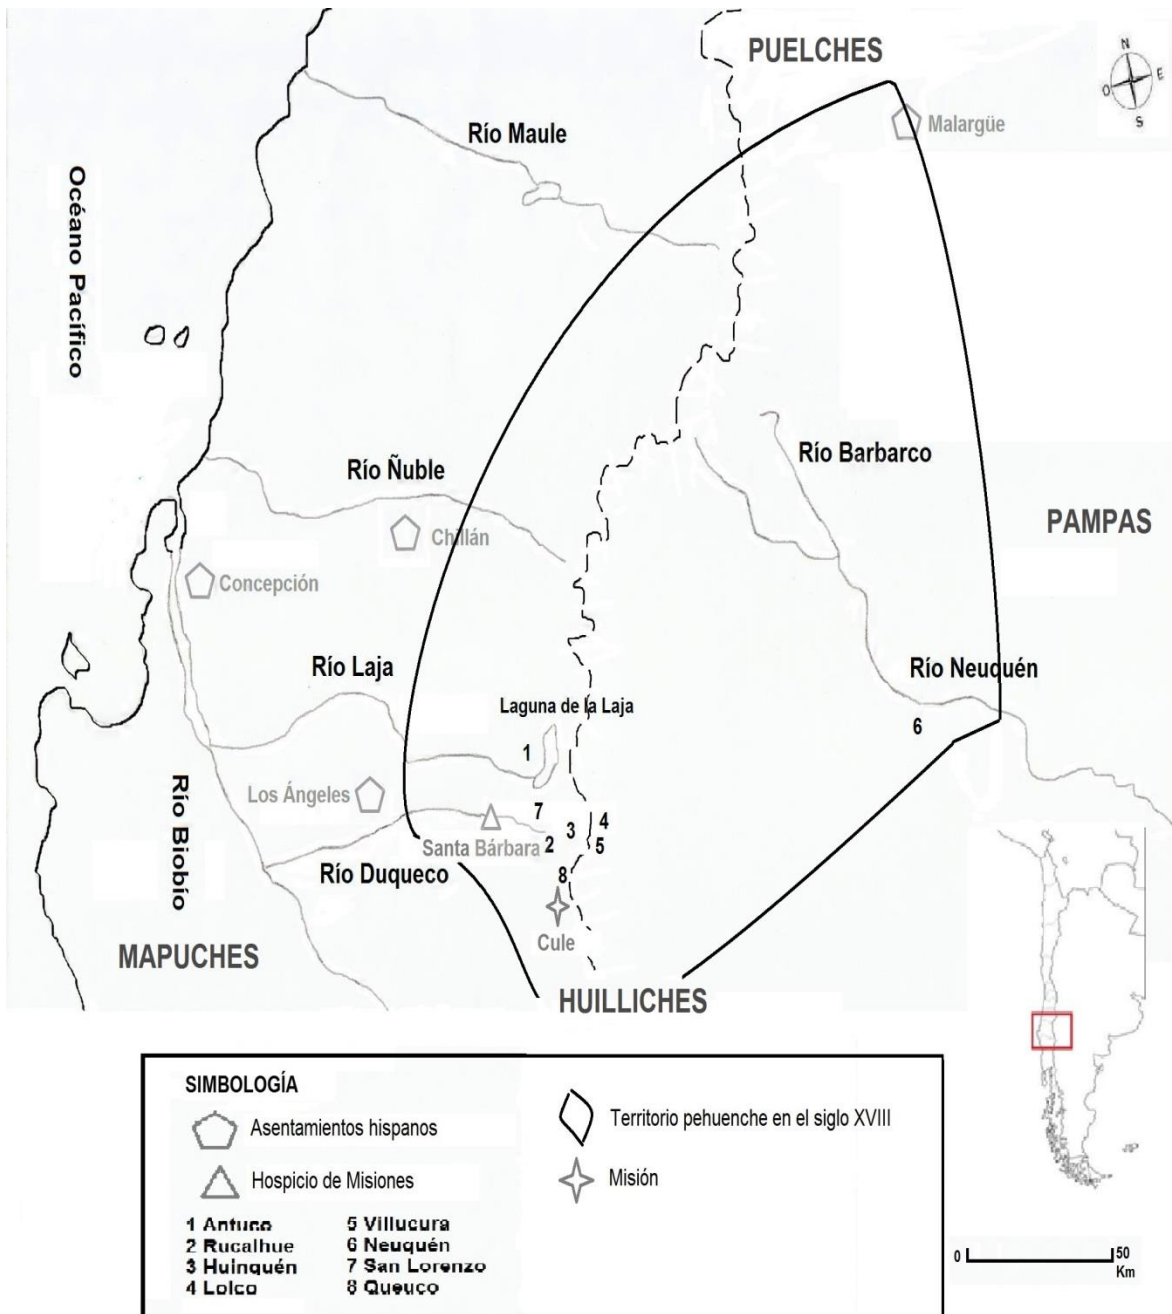 PUELCHES
N
E
O
S
Malargüe
Río Maule
Océano Pacífico
Río Ñuble
Río Barbarco
PAMPAS
Chillán
Concepción
Río Laja
Río Neuquén
Laguna de la Laja
6
1
Río Biobío
Los Ángeles
7
4
3
Santa Bárbara
2
5
Río Duqueco
8
MAPUCHES
Cule
HUILLICHES
SIMBOLOGÍA
Asentamientos hispanos
Territorio pehuenche en el siglo XVIII
Hospicio de Misiones
Misión
1 Antuco
5 Villucura
2 Rucalhue
6 Neuquén
3 Huinquén
7 San Lorenzo
4 Lolco
8 Queuco
0
50
Km